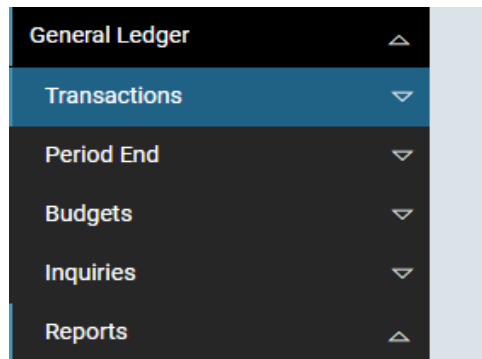 General Ledger
Transactions
Period End
Budgets
Inquiries
Reports